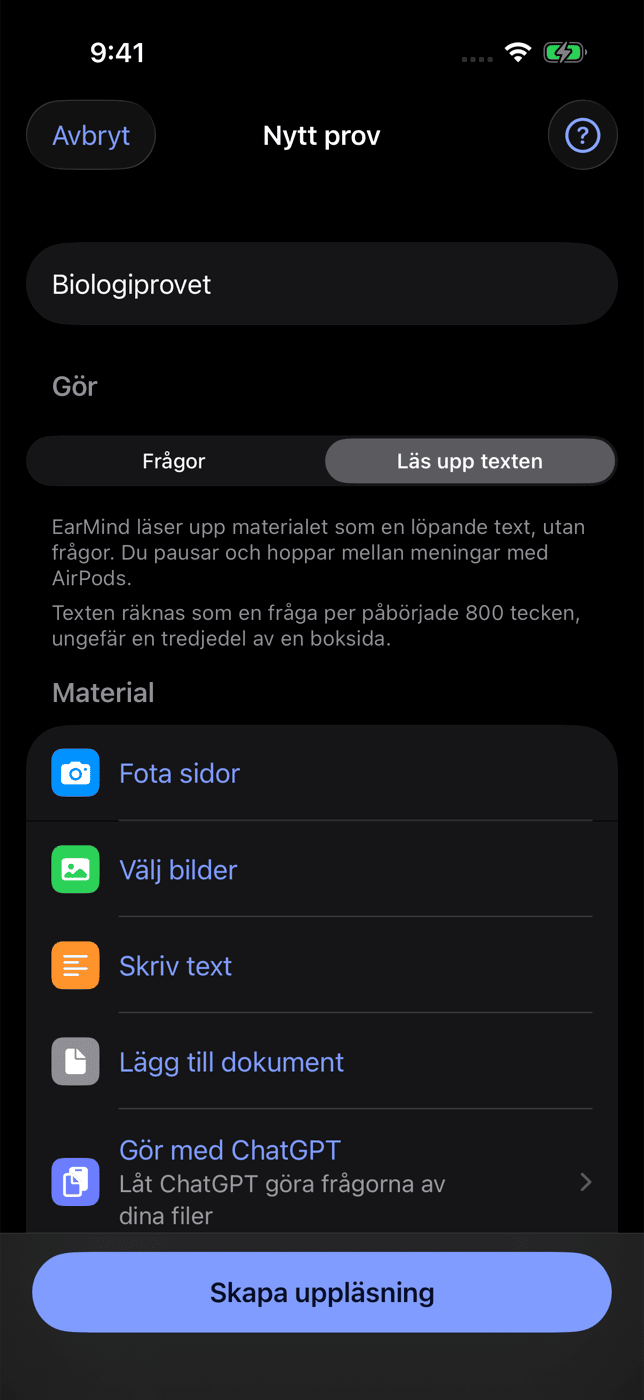 9:41
Avbryt
Nytt prov
?
Biologiprovet
Gör
Frågor
Läs upp texten
EarMind läser upp materialet som en löpande text, utan
frågor. Du pausar och hoppar mellan meningar med
AirPods.
Texten räknas som en fråga per påbörjade 800 tecken,
ungefär en tredjedel av en boksida.
Material
Fota sidor
Välj bilder
Skriv text
Lägg till dokument
Gör med ChatGPT
Låt ChatGPT göra frågorna av
dina filer
Skapa uppläsning